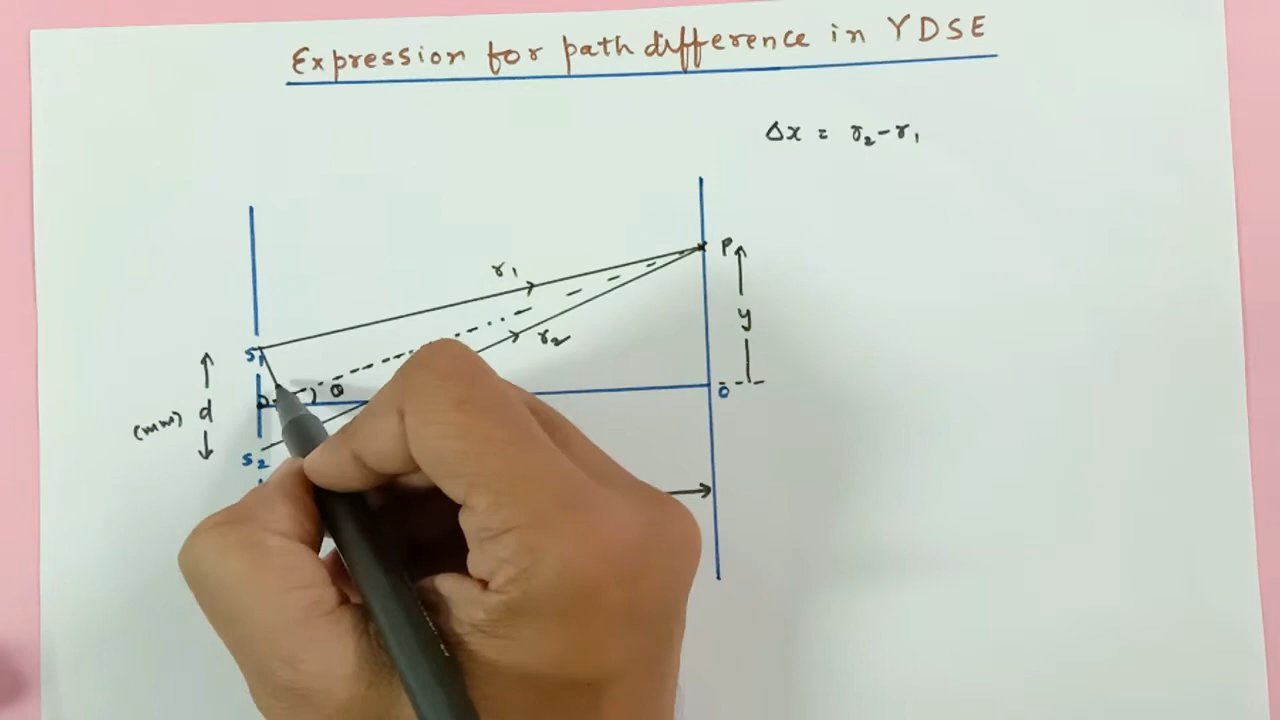 Expression for path difference in YDSE
Δx = r₂-r₁
r₁
P
y
r₂
S₁
θ
O
(mm) d
S₂